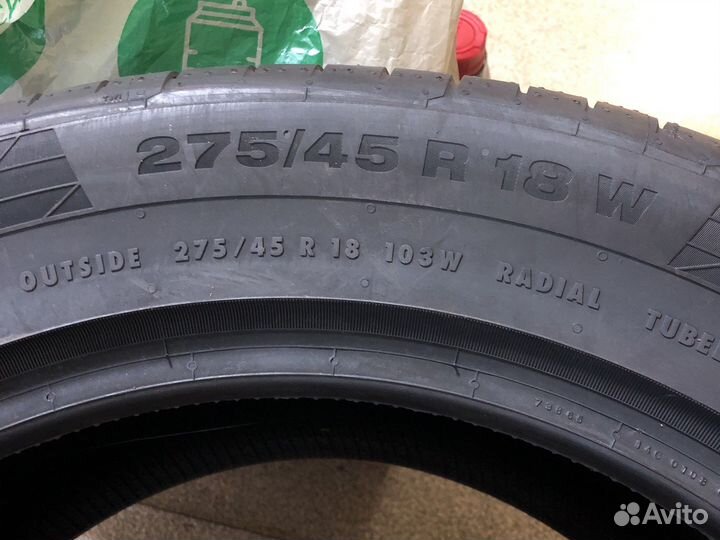 275/45 R 18 W
OUTSIDE 275/45 R 18 103W RADIAL TUBE
Avito